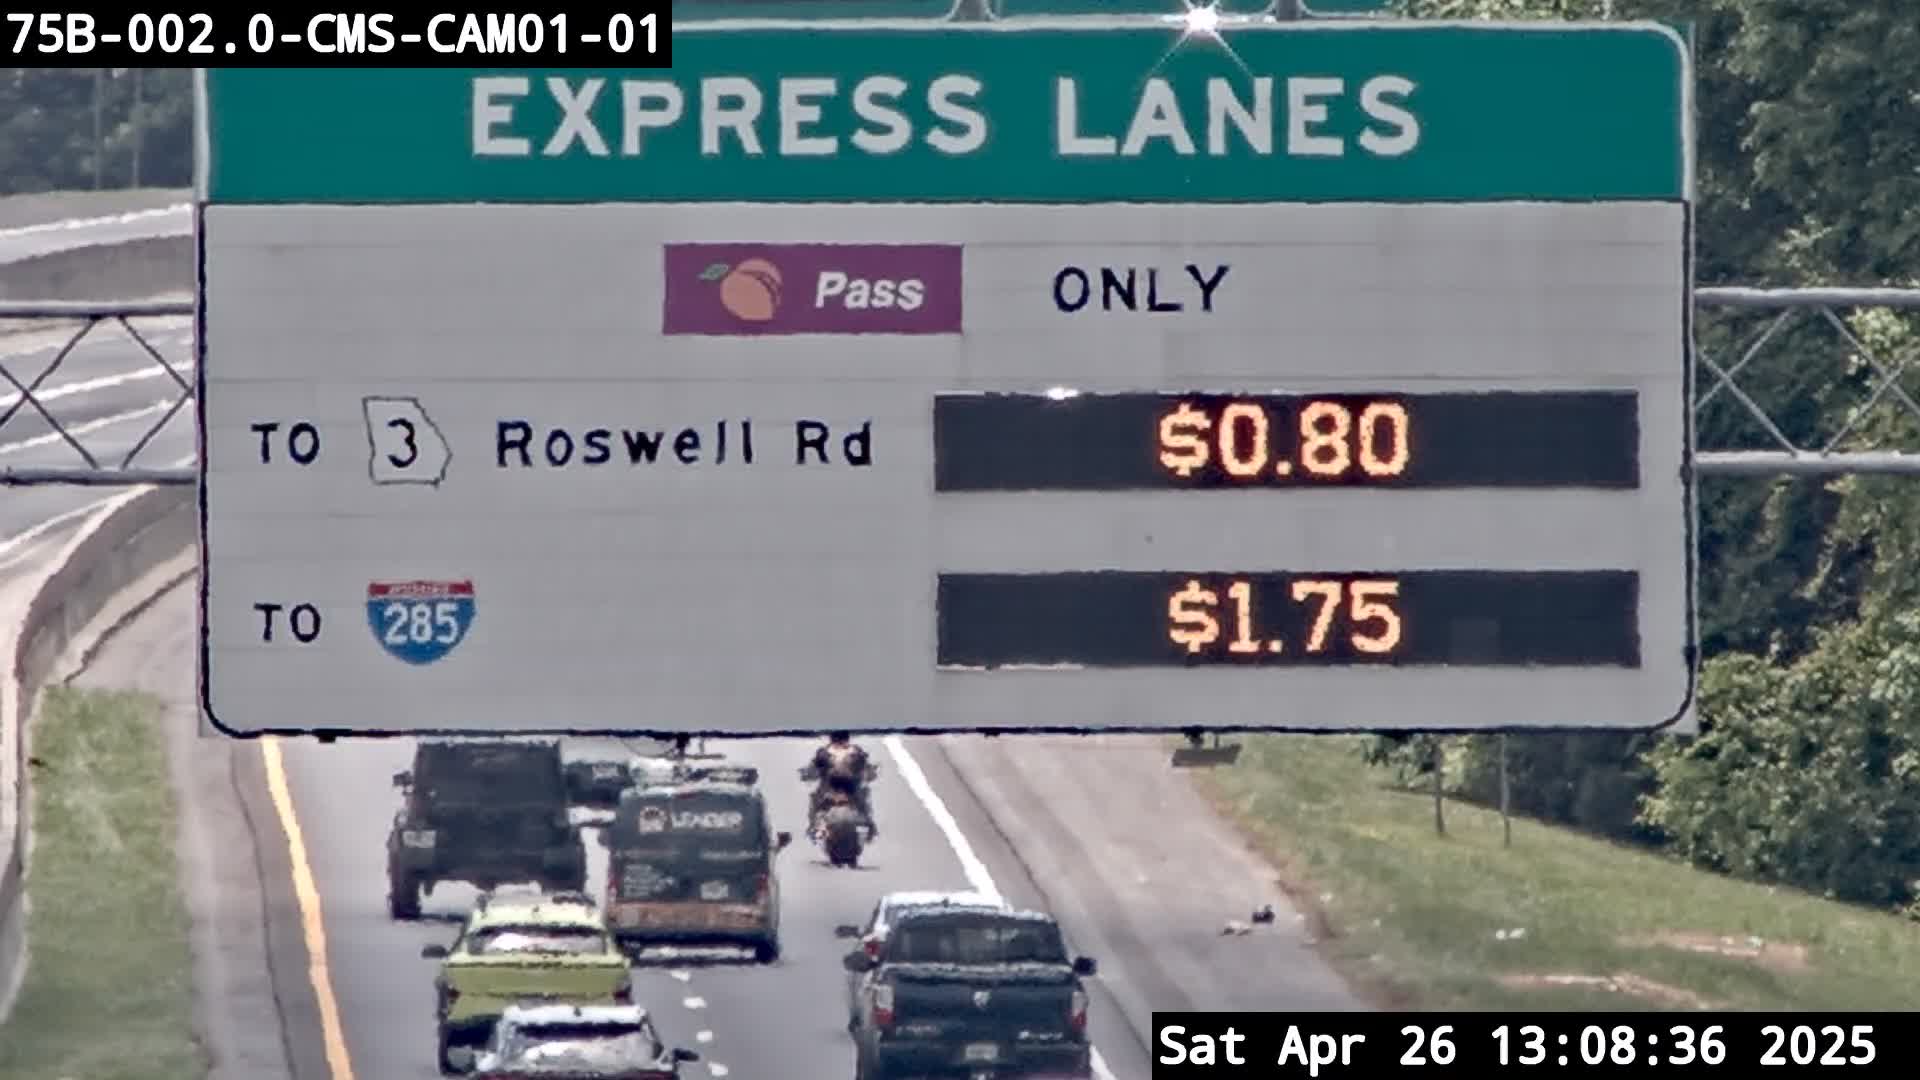 75B-002.0-CMS-CAM01-01
EXPRESS LANES
Pass ONLY
TO 3 Roswell Rd $0.80
TO 285 $1.75
LEADER
Sat Apr 26 13:08:36 2025